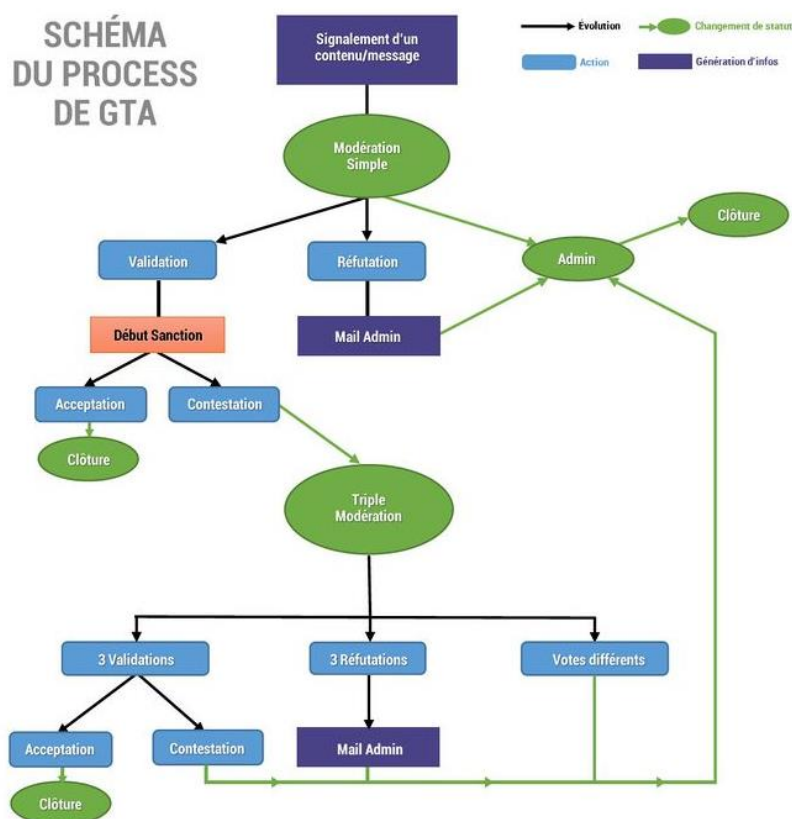 SCHÉMA
DU PROCESS
DE GTA
Signalement d'un
contenu/message
Évolution
Changement de statut
Action
Génération d'infos
Modération
Simple
Clôture
Validation
Réfutation
Admin
Début Sanction
Mail Admin
Acceptation
Contestation
Clôture
Triple
Modération
3 Validations
3 Réfutations
Votes différents
Acceptation
Contestation
Mail Admin
Clôture